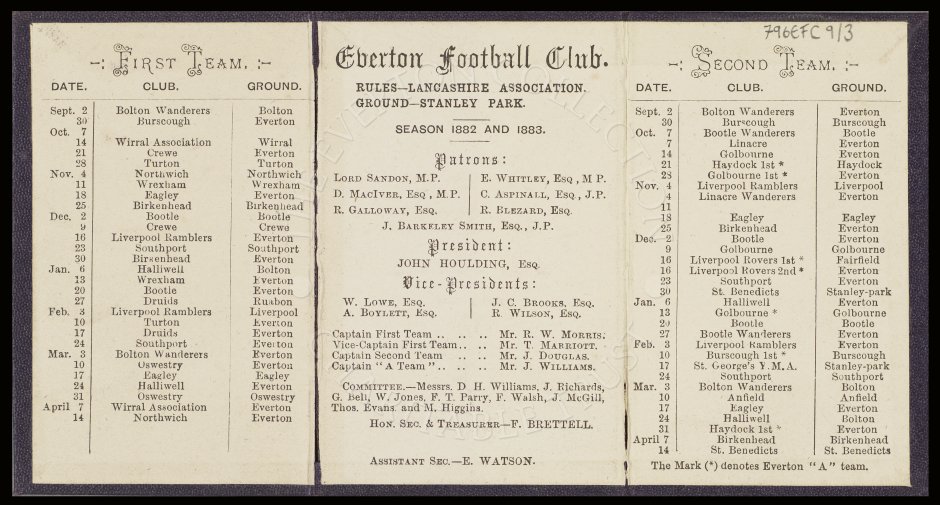 -: First Team. :-
DATE. CLUB. GROUND.
Sept. 2 Bolton Wanderers Bolton
30 Burscough Everton
Oct. 7
14 Wirral Association Wirral
21 Crewe Everton
28 Turton Turton
Nov. 4 Northwich Northwich
11 Wrexham Wrexham
18 Eagley Everton
25 Birkenhead Birkenhead
Dec. 2 Bootle Bootle
9 Crewe Crewe
16 Liverpool Ramblers Everton
23 Southport Southport
30 Birkenhead Everton
Jan. 6 Halliwell Bolton
13 Wrexham Everton
20 Bootle Everton
27 Druids Ruabon
Feb. 3 Liverpool Ramblers Liverpool
10 Turton Everton
17 Druids Everton
24 Southport Everton
Mar. 3 Bolton Wanderers Everton
10 Oswestry Everton
17 Eagley Eagley
24 Halliwell Everton
31 Oswestry Oswestry
April 7 Wirral Association Everton
14 Northwich Everton
Everton Football Club.
RULES—LANCASHIRE ASSOCIATION.
GROUND—STANLEY PARK.
SEASON 1882 AND 1883.
Patrons:
LORD SANDON, M.P. E. WHITLEY, ESQ, M P.
D. MACIVER, ESQ, M.P. C. ASPINALL, ESQ., J.P.
R. GALLOWAY, ESQ. R. BLEZARD, ESQ.
J. BARKELEY SMITH, ESQ., J.P.
President:
JOHN HOULDING, ESQ.
Vice-Presidents:
W. LOWE, ESQ. J. C. BROOKS, ESQ.
A. BOYLETT, ESQ. R. WILSON, ESQ.
Captain First Team .. .. .. Mr. R. W. MORRIS.
Vice-Captain First Team.. .. .. Mr. T. MARRIOTT.
Captain Second Team .. .. .. Mr. J. DOUGLAS.
Captain "A Team".. .. .. Mr. J. WILLIAMS.
COMMITTEE.—Messrs. D. H. Williams, J. Richards,
G. Bell, W. Jones, F. T. Parry, F. Walsh, J. McGill,
Thos. Evans. and M. Higgins.
HON. SEC. & TREASURER—F. BRETTELL.
ASSISTANT SEC.—E. WATSON.
796EFC 9/3
-: Second Team. :-
DATE. CLUB. GROUND.
Sept. 2 Bolton Wanderers Everton
30 Burscough Burscough
Oct. 7 Bootle Wanderers Bootle
7 Linacre Everton
14 Golbourne Everton
21 Haydock 1st * Haydock
28 Golbourne 1st * Everton
Nov. 4 Liverpool Ramblers Liverpool
4 Linacre Wanderers Everton
11
18 Eagley Eagley
25 Birkenhead Everton
Dec. 2 Bootle Everton
9 Golbourne Golbourne
16 Liverpool Rovers 1st * Fairfield
16 Liverpool Rovers 2nd * Everton
23 Southport Everton
30 St. Benedicts Stanley-park
Jan. 6 Halliwell Everton
13 Golbourne * Golbourne
20 Bootle Bootle
27 Bootle Wanderers Everton
Feb. 3 Liverpool Ramblers Everton
10 Burscough 1st * Burscough
17 St. George's Y.M.A. Stanley-park
24 Southport Southport
Mar. 3 Bolton Wanderers Bolton
10 Anfield Anfield
17 Eagley Everton
24 Halliwell Bolton
31 Haydock 1st * Everton
April 7 Birkenhead Birkenhead
14 St. Benedicts St. Benedicts
The Mark (*) denotes Everton "A" team.